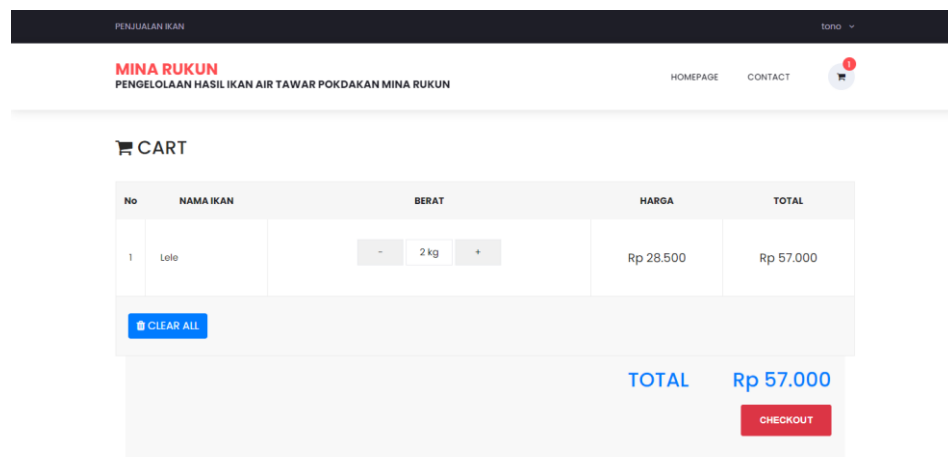 PENJUALAN IKAN tono
MINA RUKUN
PENGELOLAAN HASIL IKAN AIR TAWAR POKDAKAN MINA RUKUN
HOMEPAGE CONTACT 1
CART
No NAMA IKAN BERAT HARGA TOTAL
1 Lele - 2 kg + Rp 28.500 Rp 57.000
CLEAR ALL
TOTAL Rp 57.000
CHECKOUT